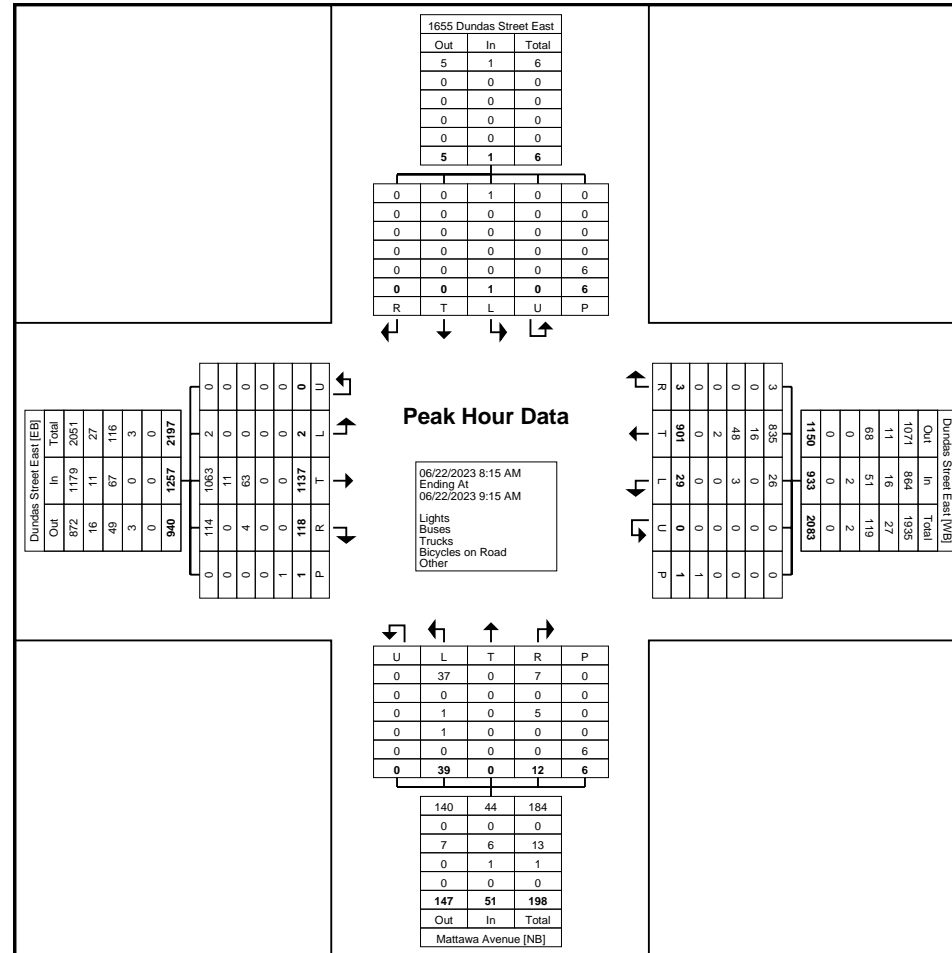 1655 Dundas Street East
Out In Total
5 1 6
0 0 0
0 0 0
0 0 0
0 0 0
5 1 6
0 0 1 0 0
0 0 0 0 0
0 0 0 0 0
0 0 0 0 0
0 0 0 0 6
0 0 1 0 6
R T L U P
Dundas Street East [EB]
Total 2051 27 116 3 0 2197
In 1179 11 67 0 0 1257
Out 872 16 49 3 0 940
0 0 0 0 0 0 U
2 0 0 0 0 2 L
1063 11 63 0 0 1137 T
114 0 4 0 0 118 R
0 0 0 0 1 1 P
Peak Hour Data
06/22/2023 8:15 AM
Ending At
06/22/2023 9:15 AM
Lights
Buses
Trucks
Bicycles on Road
Other
R 3 0 0 0 0 3
T 901 0 2 48 16 835
L 29 0 0 3 0 26
U 0 0 0 0 0 0
P 1 1 0 0 0 0
1150 0 0 68 11 1071 Out
933 0 2 51 16 864 In
2083 0 2 119 27 1935 Total
Dundas Street East [WB]
U L T R P
0 37 0 7 0
0 0 0 0 0
0 1 0 5 0
0 1 0 0 0
0 0 0 0 6
0 39 0 12 6
140 44 184
0 0 0
7 6 13
0 1 1
0 0 0
147 51 198
Out In Total
Mattawa Avenue [NB]